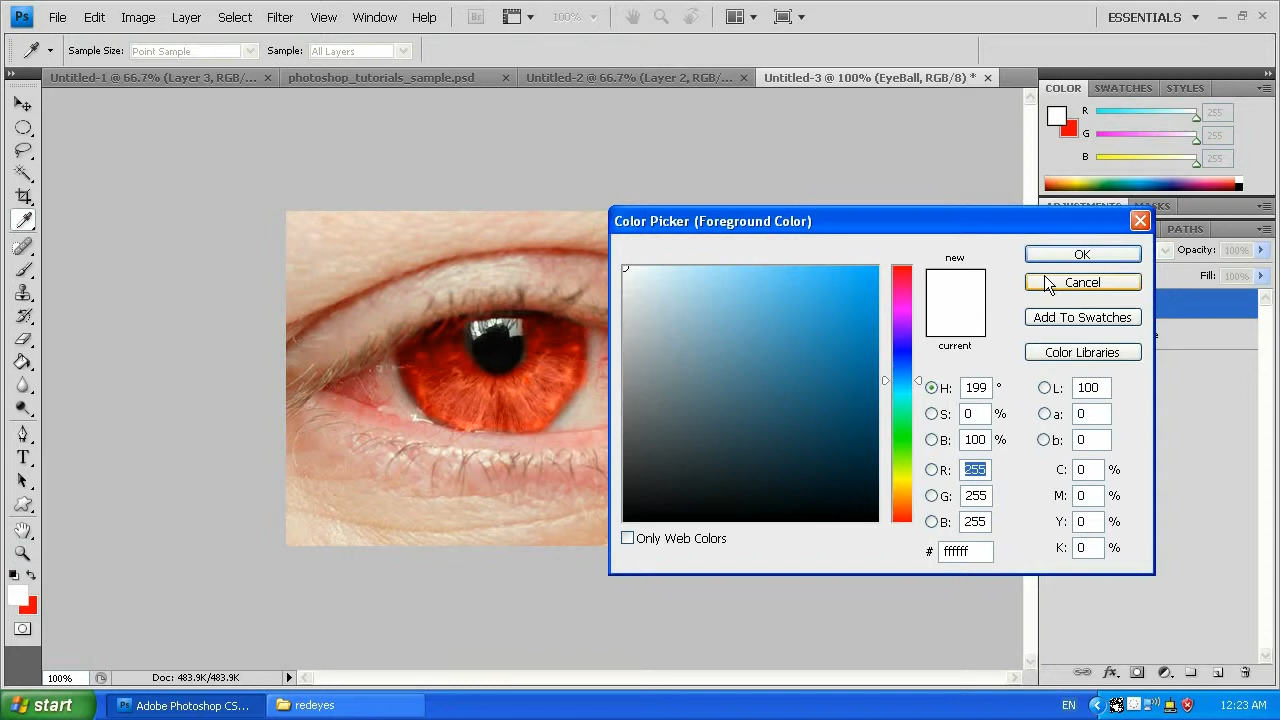 Ps File Edit Image Layer Select Filter View Window Help Br 100% ESSENTIALS
Sample Size: Point Sample Sample: All Layers
Untitled-1 @ 66.7% (Layer 3, RGB/... photoshop_tutorials_sample.psd Untitled-2 @ 66.7% (Layer 2, RGB/... Untitled-3 @ 100% (EyeBall, RGB/8) *
COLOR SWATCHES STYLES
R 255
G 255
B 255
ADJUSTMENTS MASKS
PATHS
Opacity: 100%
Fill: 100%
Color Picker (Foreground Color)
new
current
OK
Cancel
Add To Swatches
Color Libraries
H: 199 ° L: 100
S: 0 % a: 0
B: 100 % b: 0
R: 255 C: 0 %
G: 255 M: 0 %
B: 255 Y: 0 %
# ffffff K: 0 %
Only Web Colors
T
100% Doc: 483.9K/483.9K
start Ps Adobe Photoshop CS... redeyes EN 12:23 AM